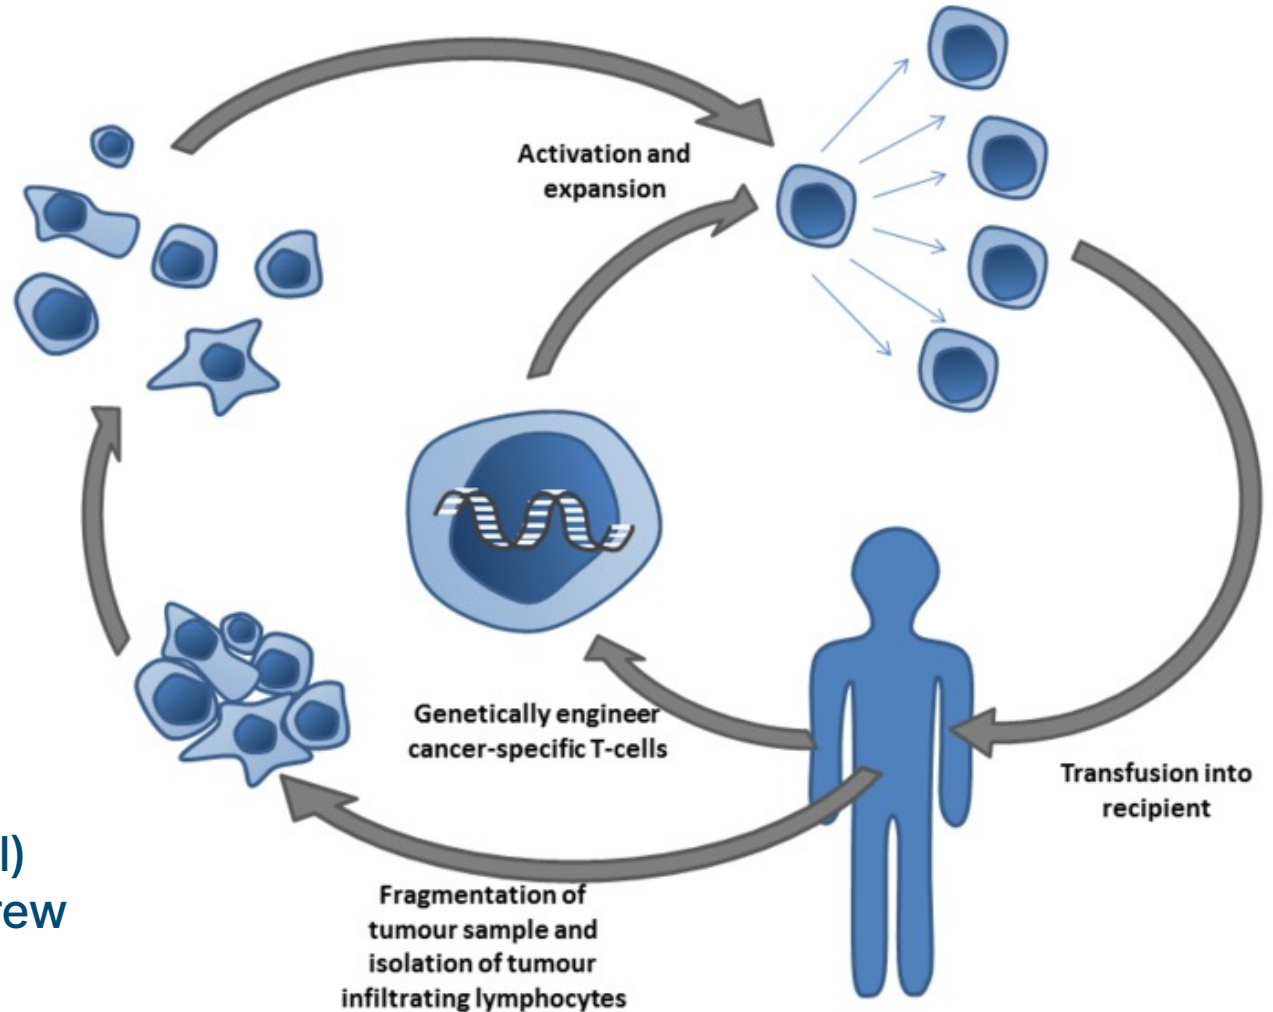 Activation and
expansion
Genetically engineer
cancer-specific T-cells
Transfusion into
recipient
Fragmentation of
tumour sample and
isolation of tumour
infiltrating lymphocytes
l)
rew